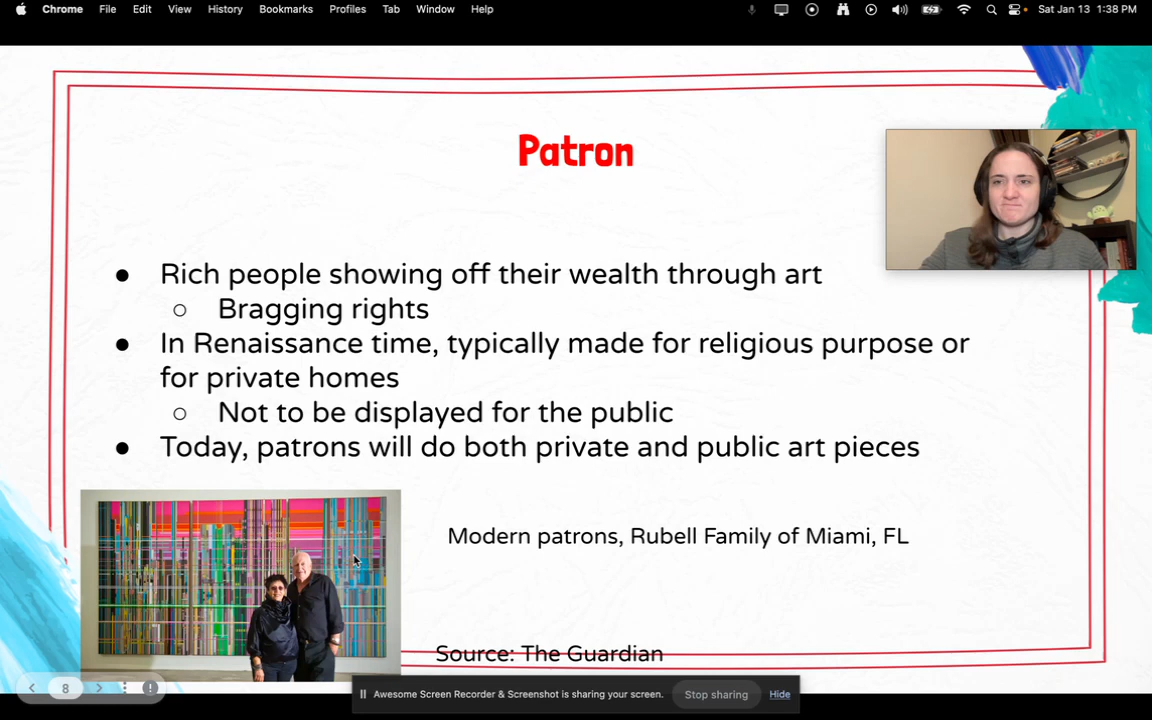 Chrome File Edit View History Bookmarks Profiles Tab Window Help Sat Jan 13 1:38 PM
Patron
● Rich people showing off their wealth through art
○ Bragging rights
● In Renaissance time, typically made for religious purpose or
for private homes
○ Not to be displayed for the public
● Today, patrons will do both private and public art pieces
Modern patrons, Rubell Family of Miami, FL
Source: The Guardian
8
Awesome Screen Recorder & Screenshot is sharing your screen. Stop sharing Hide